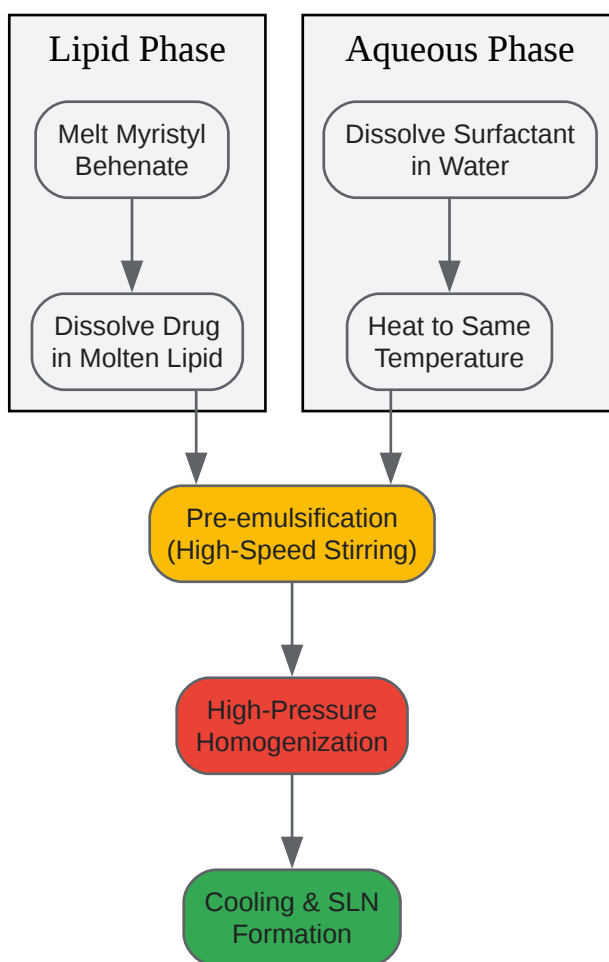 Lipid Phase
Melt Myristyl
Behenate
Dissolve Drug
in Molten Lipid
Aqueous Phase
Dissolve Surfactant
in Water
Heat to Same
Temperature
Pre-emulsification
(High-Speed Stirring)
High-Pressure
Homogenization
Cooling & SLN
Formation